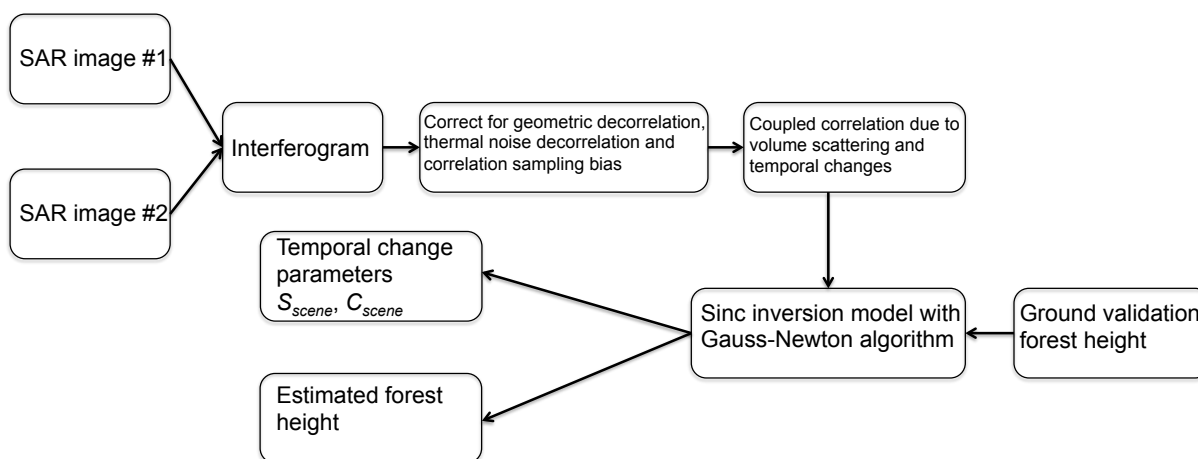 SAR image #1
SAR image #2
Interferogram
Correct for geometric decorrelation,
thermal noise decorrelation and
correlation sampling bias
Coupled correlation due to
volume scattering and
temporal changes
Temporal change
parameters
S_scene, C_scene
Sinc inversion model with
Gauss-Newton algorithm
Ground validation
forest height
Estimated forest
height